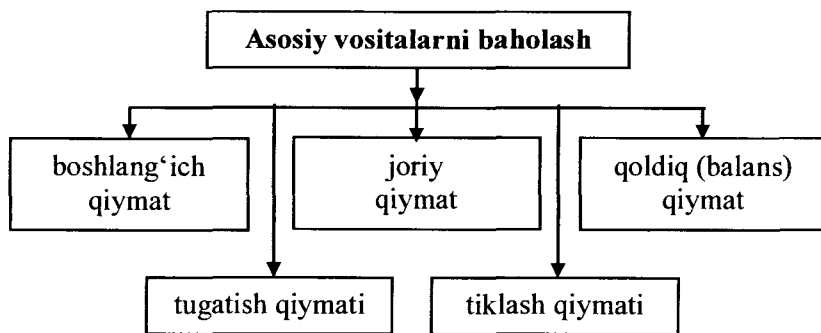 Asosiy vositalarni baholash
boshlang‘ich
qiymat
joriy
qiymat
qoldiq (balans)
qiymat
tugatish qiymati
tiklash qiymati